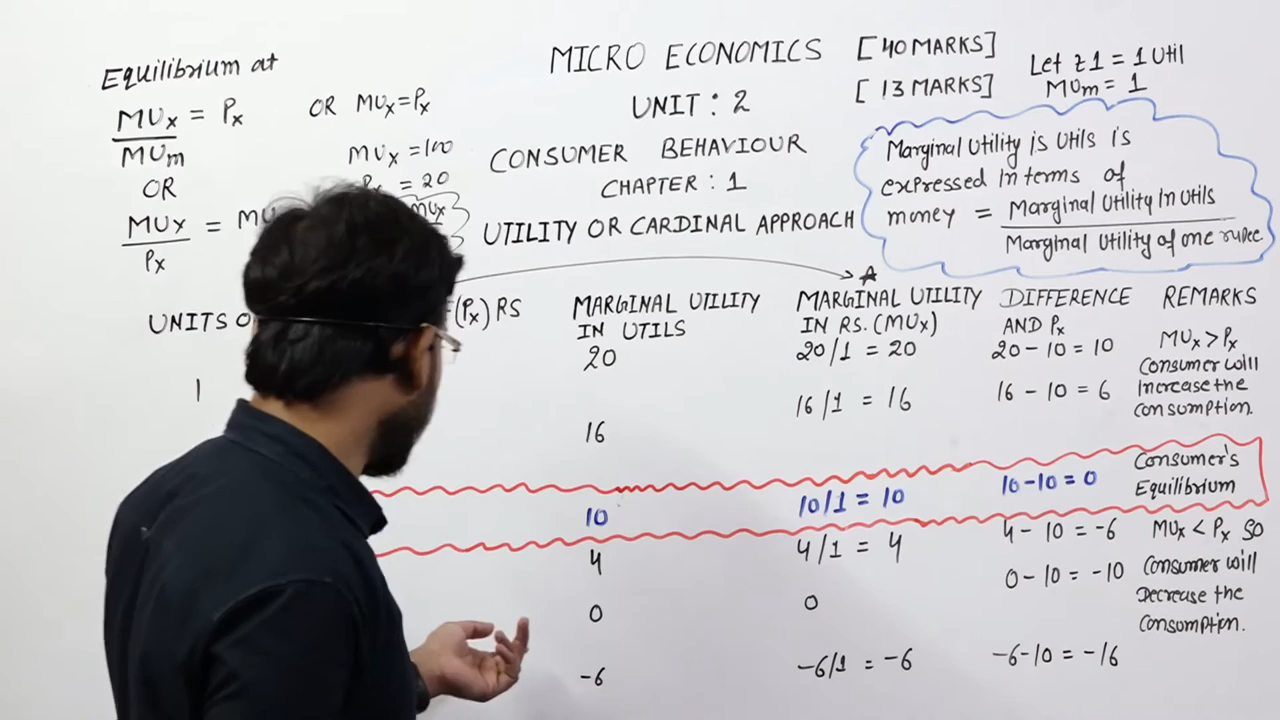 Equilibrium at
MUx = Px
MUm
OR
MUx = MU
Px
OR MUx=Px
MUx =100
= 20
MUx
MICRO ECONOMICS [40 MARKS]
UNIT : 2 [13 MARKS]
CONSUMER BEHAVIOUR
CHAPTER : 1
UTILITY OR CARDINAL APPROACH
Let ₹1 = 1 Util
MUm = 1
Marginal Utility is Utils is
expressed In terms of
money = Marginal Utility In Utils
Marginal Utility of one rupee
UNITS O
(Px) RS
MARGINAL UTILITY
IN UTILS
MARGINAL UTILITY
IN RS. (MUx)
DIFFERENCE
AND Px
REMARKS
1
20
20/1 = 20
20 - 10 = 10
MUx > Px
Consumer will
Increase the
consumption.
16
16/1 = 16
16 - 10 = 6
10
10/1 = 10
10-10 = 0
Consumer's
Equilibrium
4
4/1 = 4
4 - 10 = -6
MUx < Px so
Consumer will
Decrease the
Consumption.
0
0
0-10 = -10
-6
-6/1 = -6
-6-10 = -16